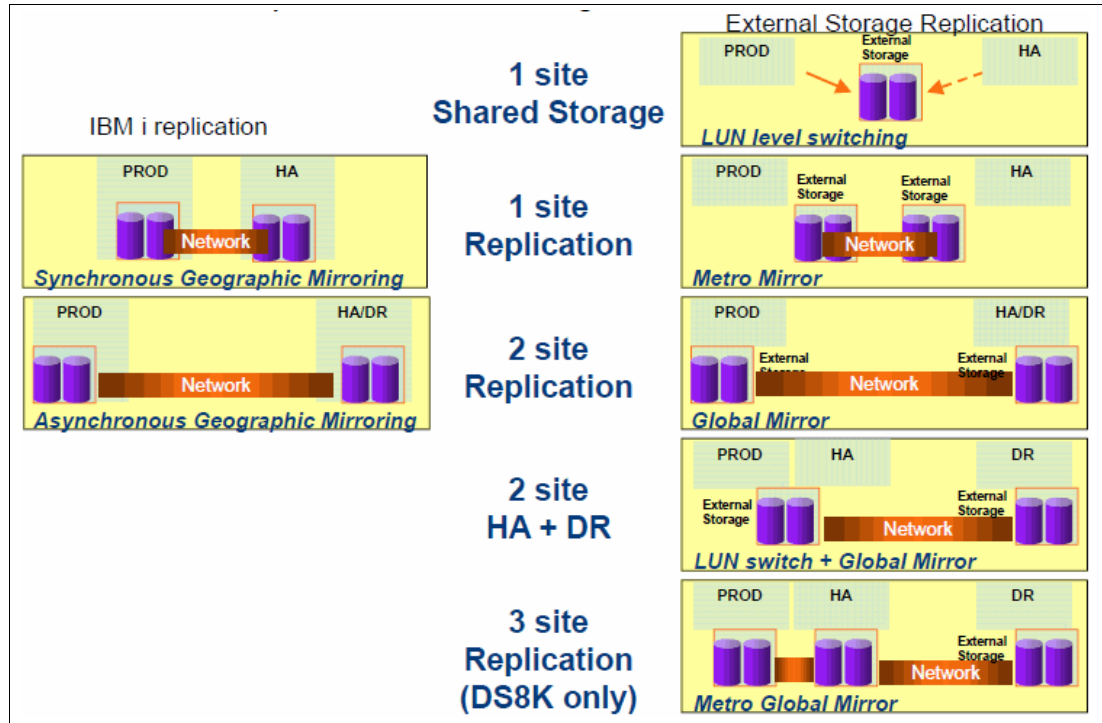 External Storage Replication
1 site
Shared Storage
PROD
External
Storage
HA
LUN level switching
IBM i replication
PROD
HA
Network
Synchronous Geographic Mirroring
1 site
Replication
PROD
External
Storage
External
Storage
HA
Network
Metro Mirror
PROD
HA/DR
Network
Asynchronous Geographic Mirroring
2 site
Replication
PROD
HA/DR
External
Storage
External
Storage
Network
Global Mirror
2 site
HA + DR
PROD
HA
DR
External
Storage
External
Storage
Network
LUN switch + Global Mirror
3 site
Replication
(DS8K only)
PROD
HA
DR
External
Storage
Network
Metro Global Mirror